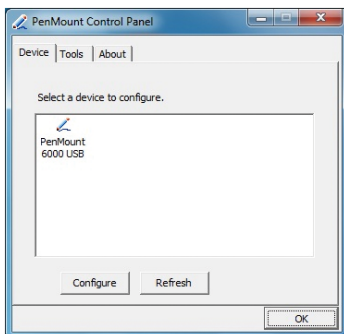 PenMount Control Panel
Device Tools About
Select a device to configure.
PenMount
6000 USB
Configure Refresh
OK